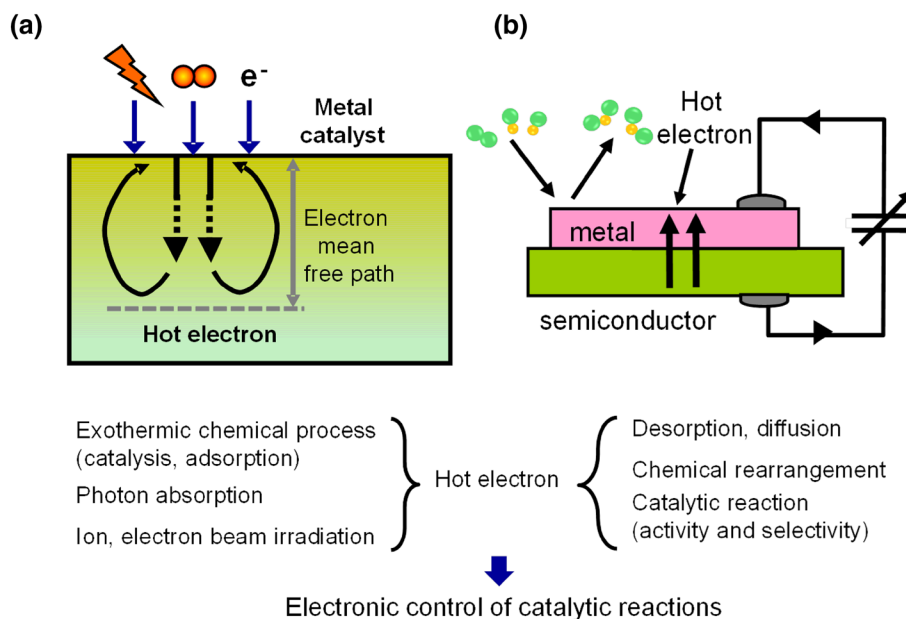 (a)
e-
Metal
catalyst
Electron
mean
free path
Hot electron
(b)
Hot
electron
metal
semiconductor
Exothermic chemical process
(catalysis, adsorption)
Photon absorption
Ion, electron beam irradiation
Hot electron
Desorption, diffusion
Chemical rearrangement
Catalytic reaction
(activity and selectivity)
Electronic control of catalytic reactions